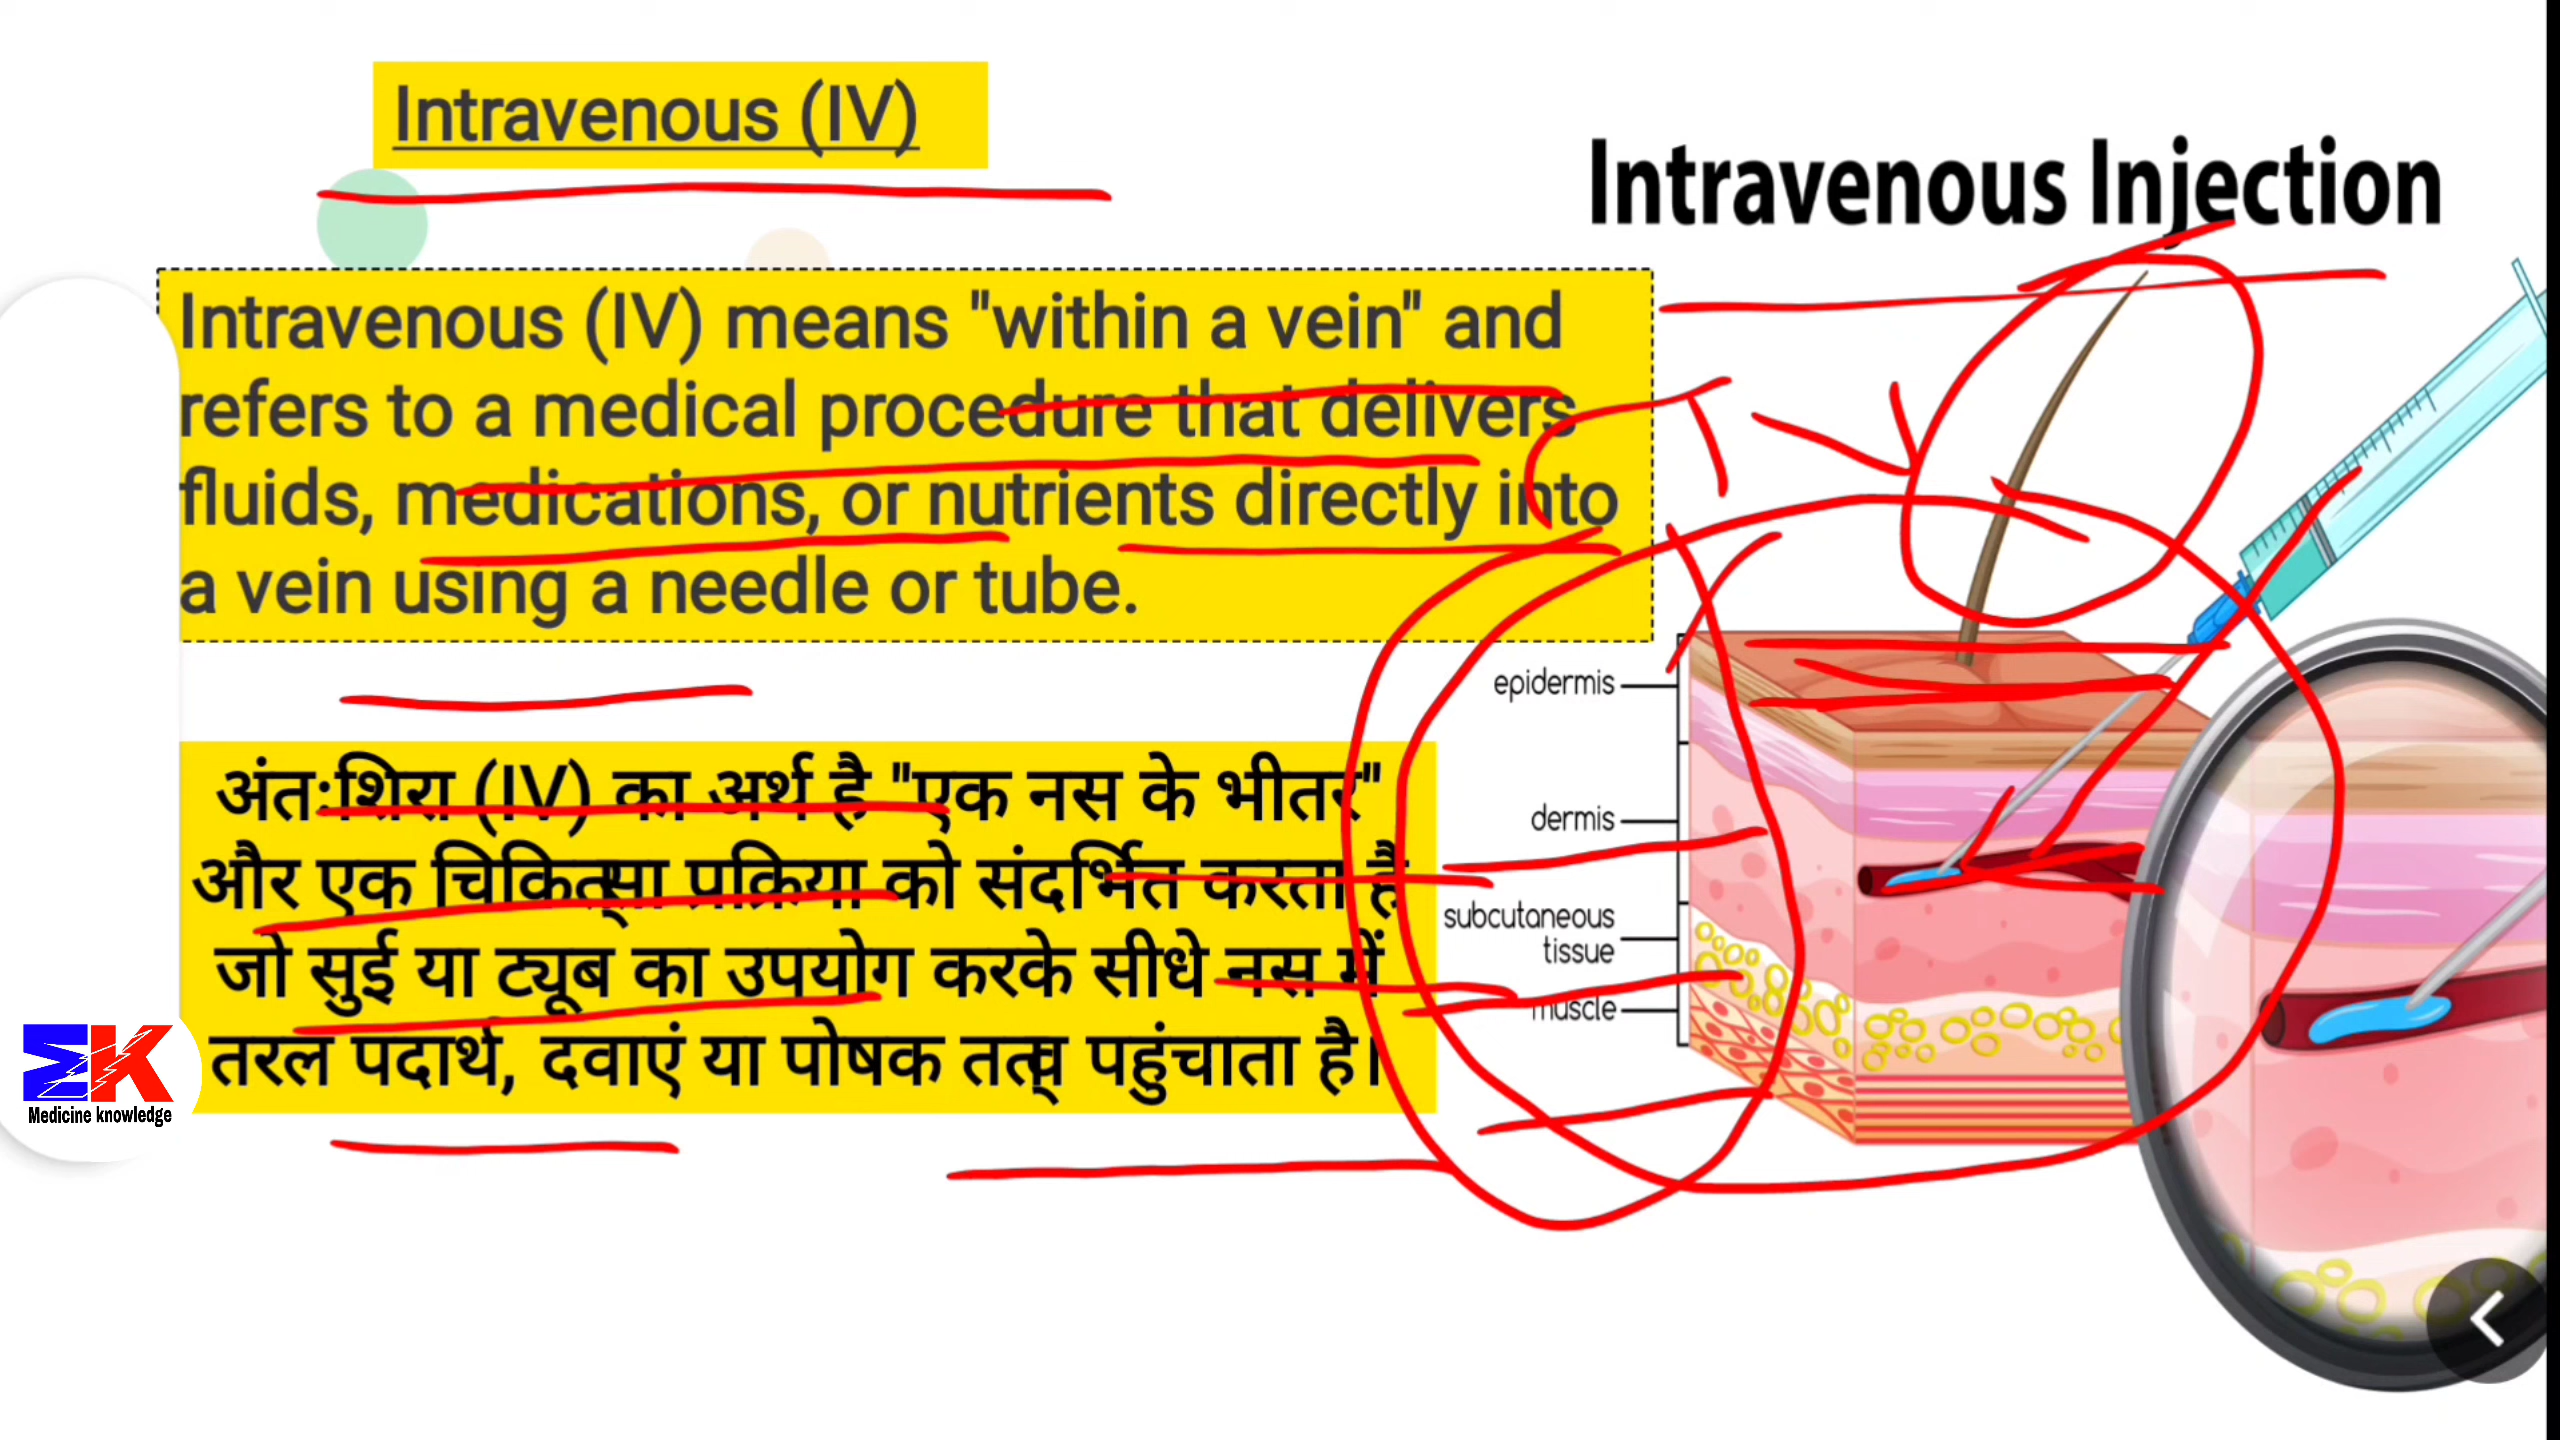 Intravenous (IV)
Intravenous Injection
Intravenous (IV) means "within a vein" and
refers to a medical procedure that delivers
fluids, medications, or nutrients directly into
a vein using a needle or tube.
अंतःशिरा (IV) का अर्थ है "एक नस के भीतर"
और एक चिकित्सा प्रक्रिया को संदर्भित करता है
जो सुई या ट्यूब का उपयोग करके सीधे नस में
तरल पदार्थ, दवाएं या पोषक तत्व पहुंचाता है।
epidermis
dermis
subcutaneous
tissue
muscle
MK
Medicine knowledge